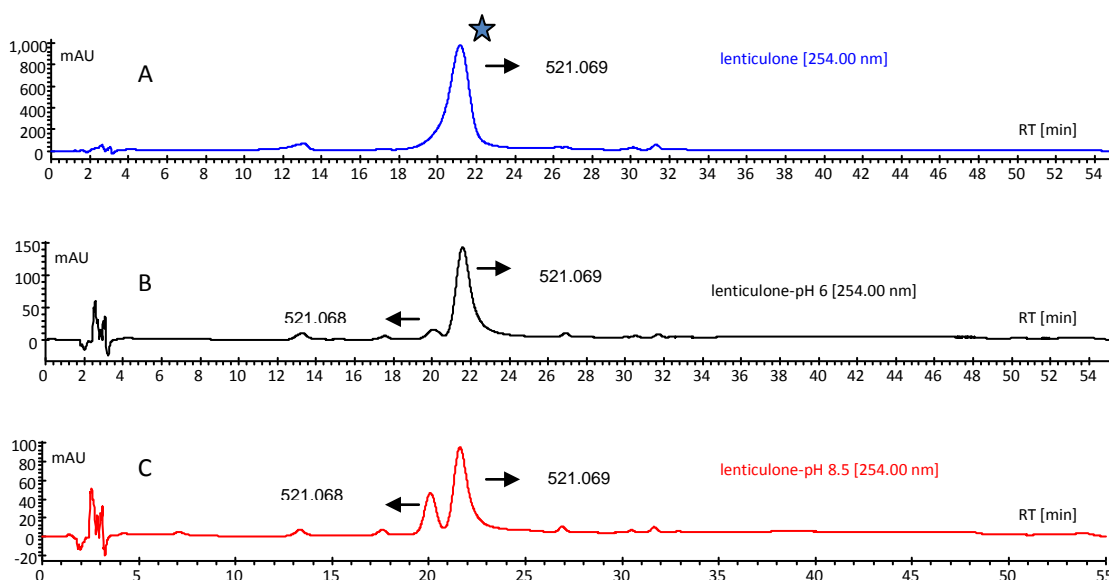 1,000
mAU
A
521.069
lenticulone [254.00 nm]
800
600
400
200
0
RT [min]
0 2 4 6 8 10 12 14 16 18 20 22 24 26 28 30 32 34 36 38 40 42 44 46 48 50 52 54
150
mAU
B
521.069
lenticulone-pH 6 [254.00 nm]
100
50
0
521.068
RT [min]
0 2 4 6 8 10 12 14 16 18 20 22 24 26 28 30 32 34 36 38 40 42 44 46 48 50 52 54
100
mAU
C
521.069
lenticulone-pH 8.5 [254.00 nm]
80
60
40
20
0
-20
521.068
RT [min]
0 5 10 15 20 25 30 35 40 45 50 55